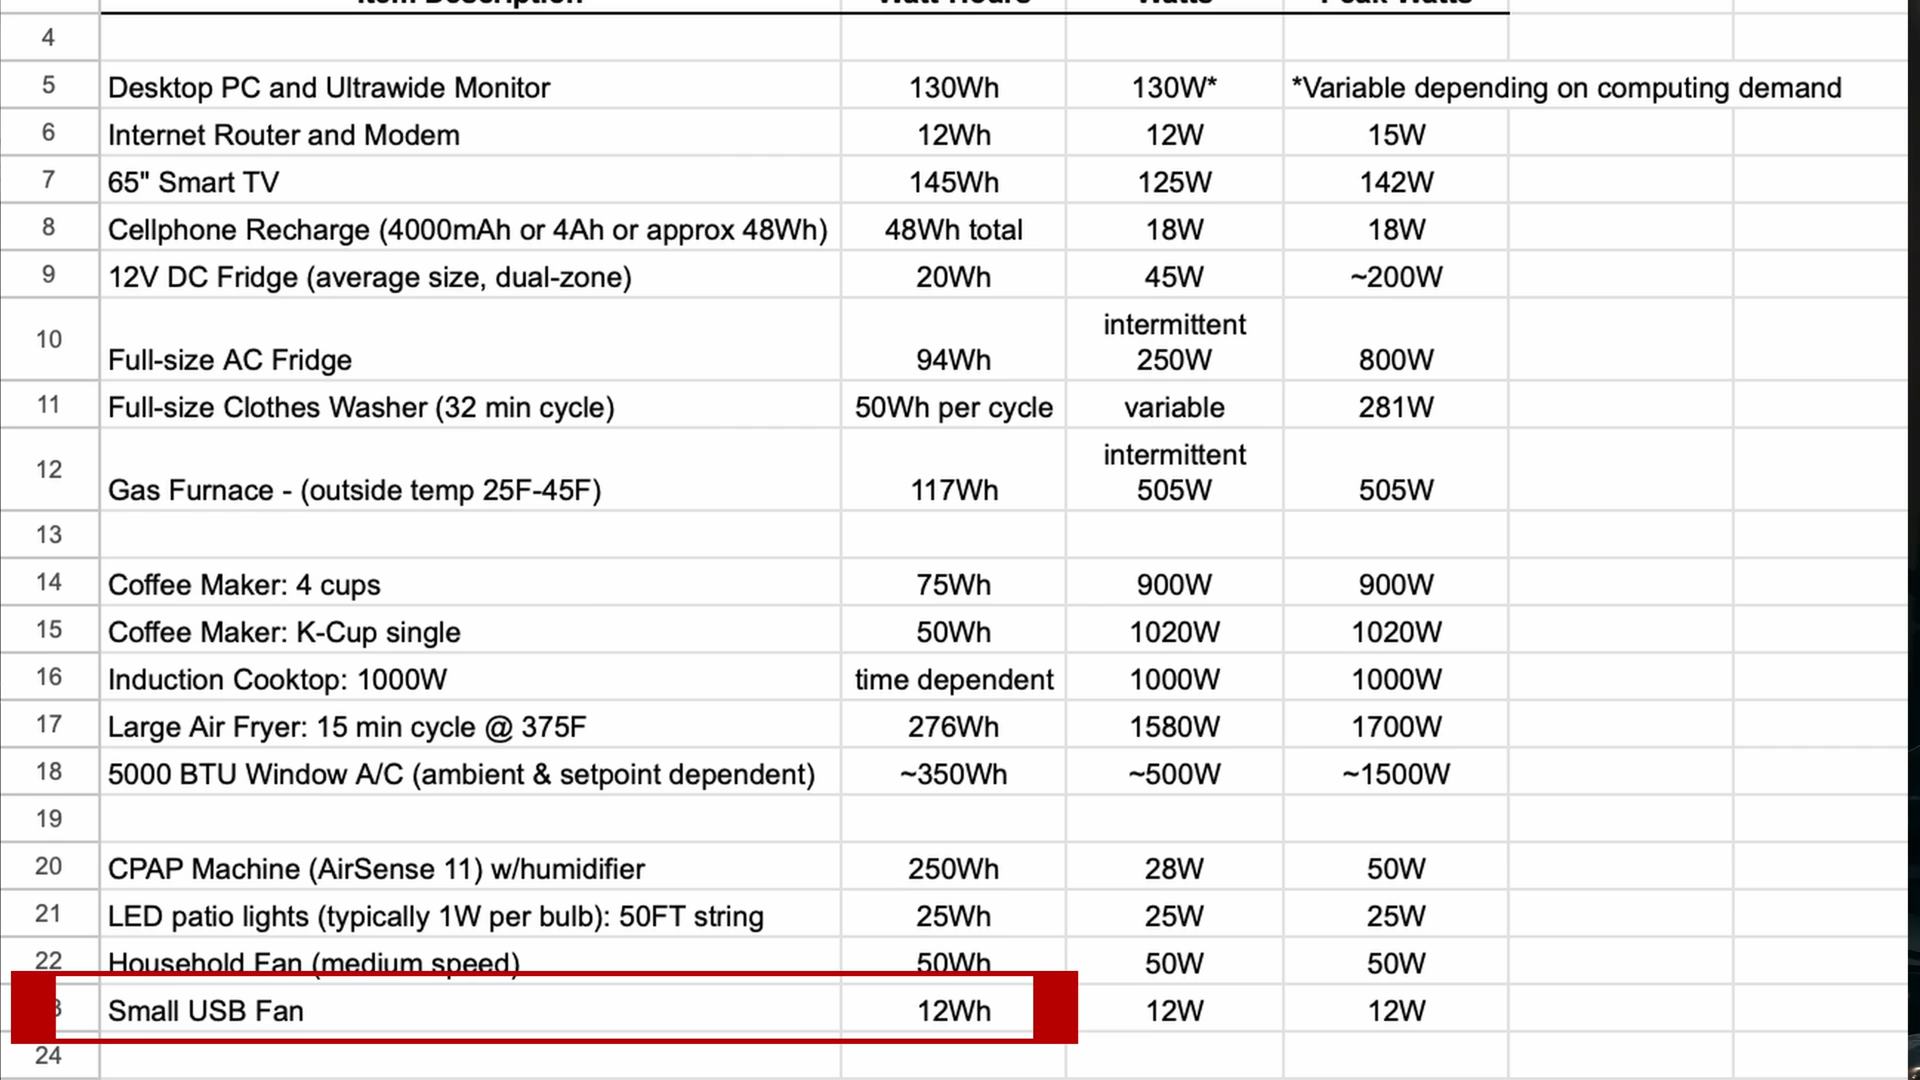 Item Description Watt Hours Watts Peak Watts
4
5 Desktop PC and Ultrawide Monitor 130Wh 130W* *Variable depending on computing demand
6 Internet Router and Modem 12Wh 12W 15W
7 65" Smart TV 145Wh 125W 142W
8 Cellphone Recharge (4000mAh or 4Ah or approx 48Wh) 48Wh total 18W 18W
9 12V DC Fridge (average size, dual-zone) 20Wh 45W ~200W
intermittent
10 Full-size AC Fridge 94Wh 250W 800W
11 Full-size Clothes Washer (32 min cycle) 50Wh per cycle variable 281W
intermittent
12 Gas Furnace - (outside temp 25F-45F) 117Wh 505W 505W
13
14 Coffee Maker: 4 cups 75Wh 900W 900W
15 Coffee Maker: K-Cup single 50Wh 1020W 1020W
16 Induction Cooktop: 1000W time dependent 1000W 1000W
17 Large Air Fryer: 15 min cycle @ 375F 276Wh 1580W 1700W
18 5000 BTU Window A/C (ambient & setpoint dependent) ~350Wh ~500W ~1500W
19
20 CPAP Machine (AirSense 11) w/humidifier 250Wh 28W 50W
21 LED patio lights (typically 1W per bulb): 50FT string 25Wh 25W 25W
22 Household Fan (medium speed) 50Wh 50W 50W
Small USB Fan 12Wh 12W 12W
24